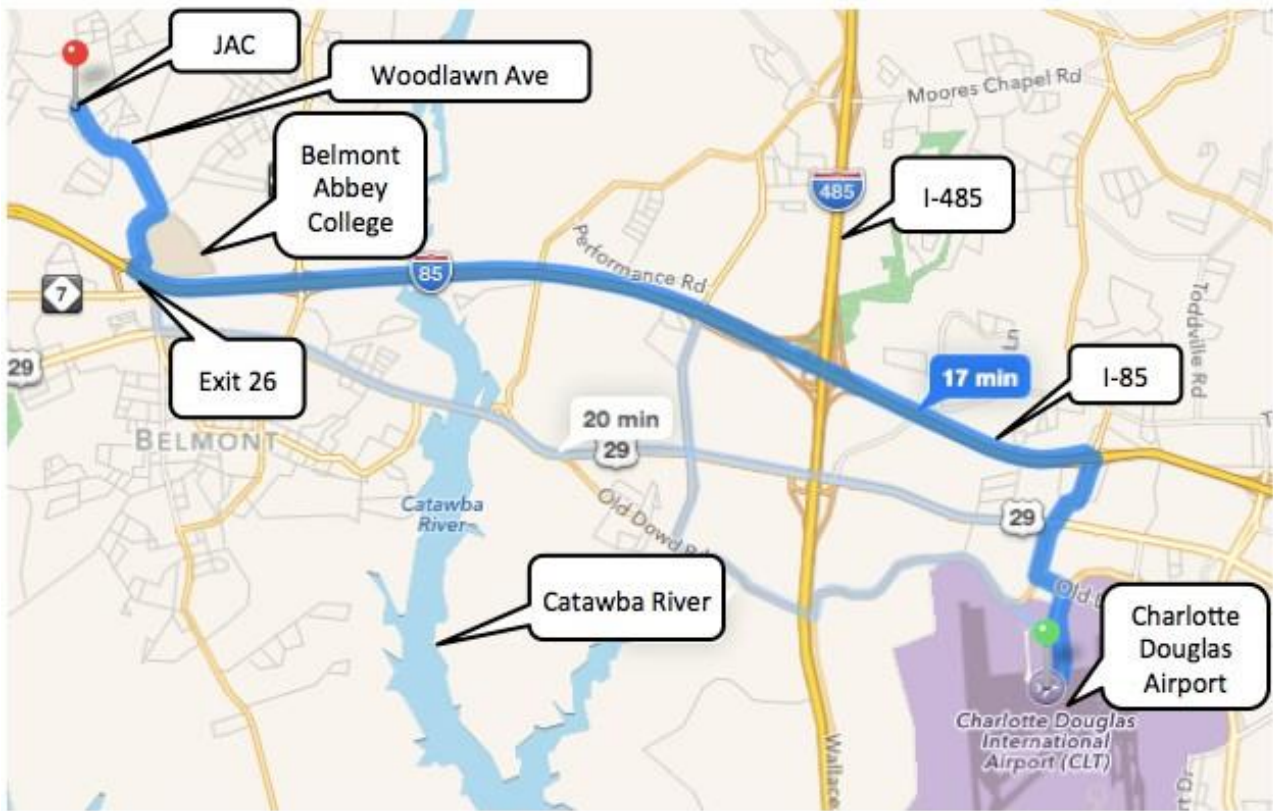 JAC
Woodlawn Ave
Moores Chapel Rd
Belmont
Abbey
College
485
I-485
Performance Rd
85
7
Toddville Rd
29
Exit 26
17 min
I-85
20 min
BELMONT
29
Catawba
River
29
Old Dowd Rd
Catawba River
Charlotte
Douglas
Airport
Charlotte Douglas
International
Airport (CLT)
Wallace